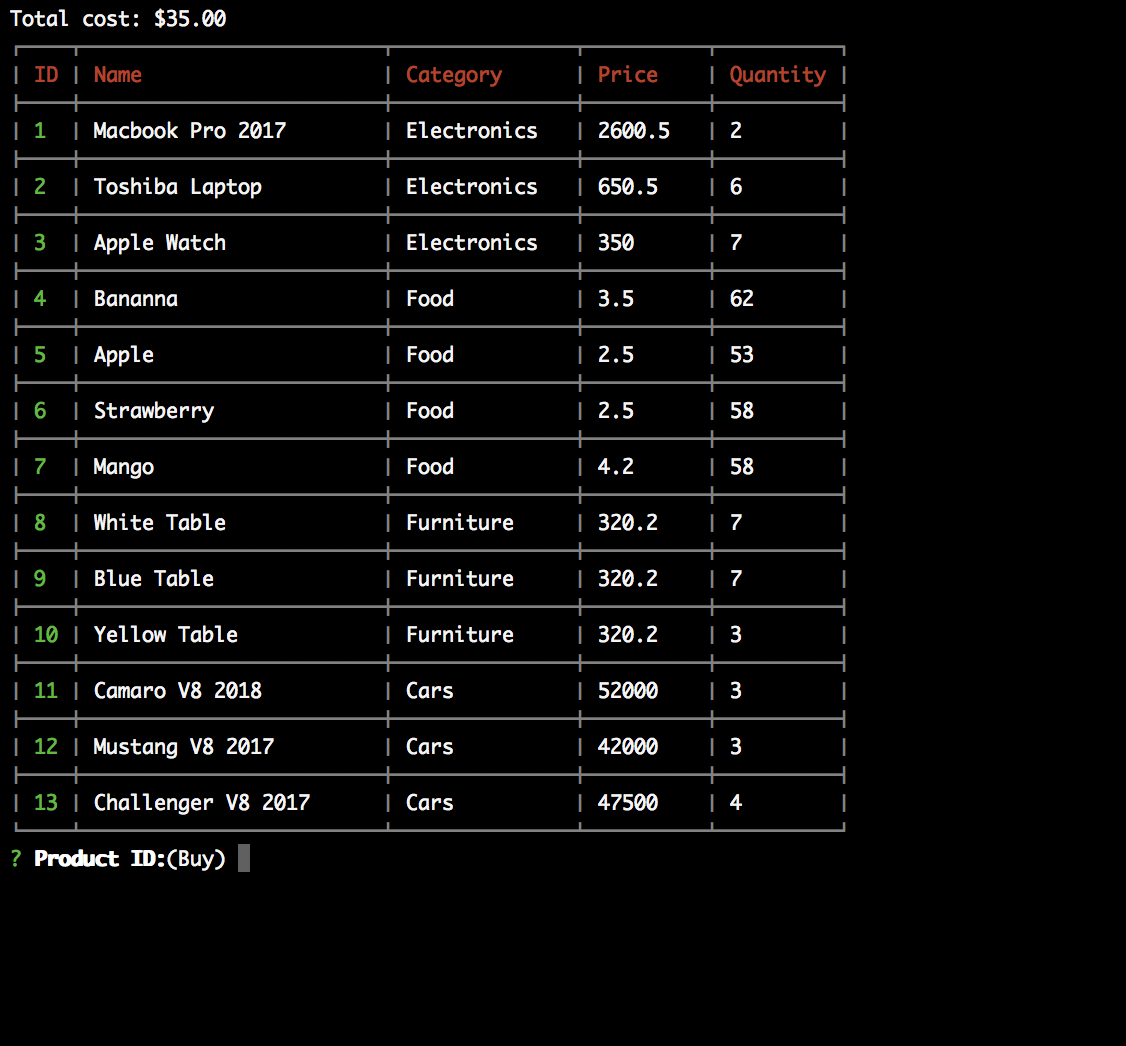 Total cost: $35.00
ID Name Category Price Quantity
1 Macbook Pro 2017 Electronics 2600.5 2
2 Toshiba Laptop Electronics 650.5 6
3 Apple Watch Electronics 350 7
4 Bananna Food 3.5 62
5 Apple Food 2.5 53
6 Strawberry Food 2.5 58
7 Mango Food 4.2 58
8 White Table Furniture 320.2 7
9 Blue Table Furniture 320.2 7
10 Yellow Table Furniture 320.2 3
11 Camaro V8 2018 Cars 52000 3
12 Mustang V8 2017 Cars 42000 3
13 Challenger V8 2017 Cars 47500 4
? Product ID:(Buy)